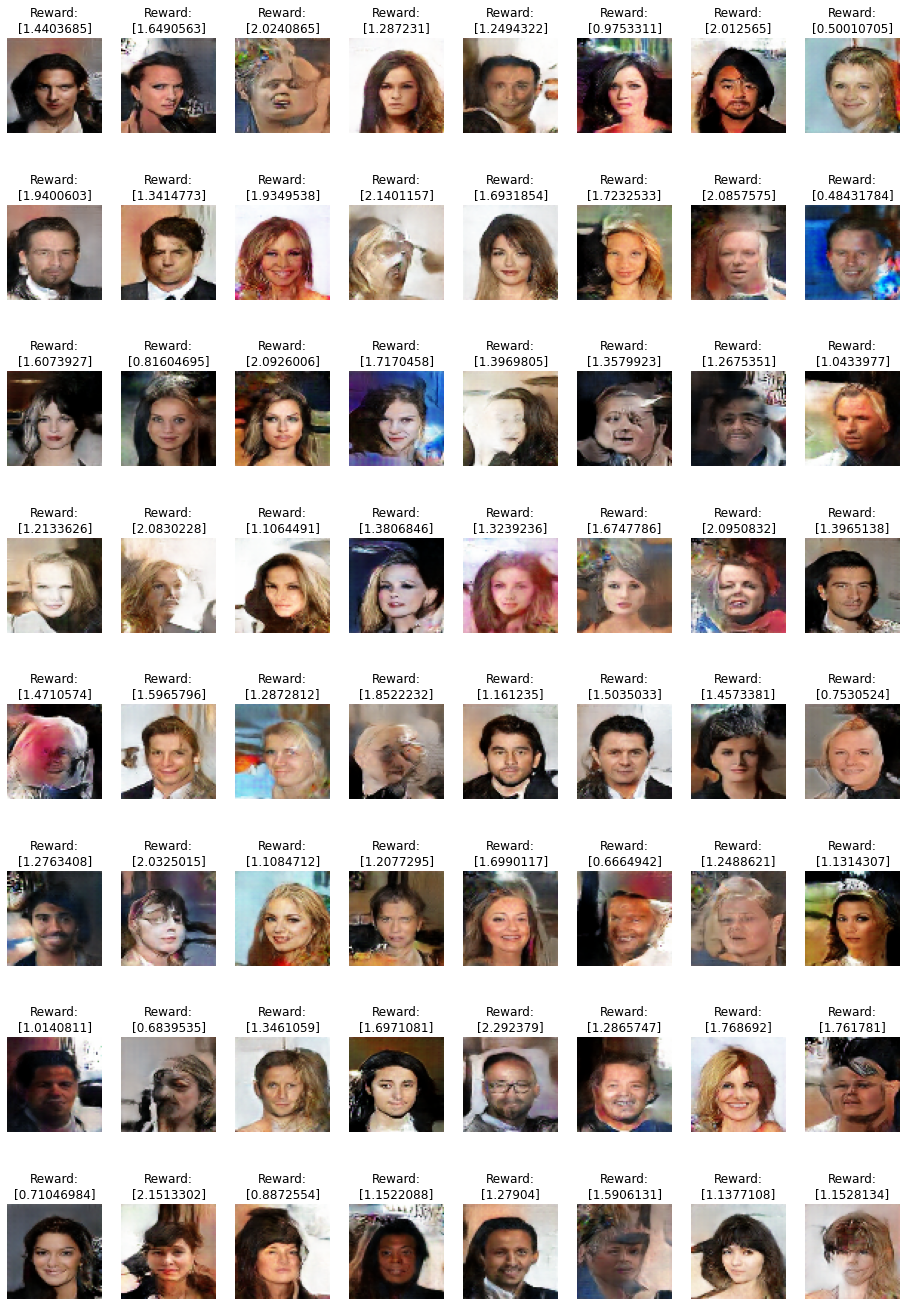 Reward:
[1.4403685]
Reward:
[1.6490563]
Reward:
[2.0240865]
Reward:
[1.287231]
Reward:
[1.2494322]
Reward:
[0.9753311]
Reward:
[2.012565]
Reward:
[0.50010705]
Reward:
[1.9400603]
Reward:
[1.3414773]
Reward:
[1.9349538]
Reward:
[2.1401157]
Reward:
[1.6931854]
Reward:
[1.7232533]
Reward:
[2.0857575]
Reward:
[0.48431784]
Reward:
[1.6073927]
Reward:
[0.81604695]
Reward:
[2.0926006]
Reward:
[1.7170458]
Reward:
[1.3969805]
Reward:
[1.3579923]
Reward:
[1.2675351]
Reward:
[1.0433977]
Reward:
[1.2133626]
Reward:
[2.0830228]
Reward:
[1.1064491]
Reward:
[1.3806846]
Reward:
[1.3239236]
Reward:
[1.6747786]
Reward:
[2.0950832]
Reward:
[1.3965138]
Reward:
[1.4710574]
Reward:
[1.5965796]
Reward:
[1.2872812]
Reward:
[1.8522232]
Reward:
[1.161235]
Reward:
[1.5035033]
Reward:
[1.4573381]
Reward:
[0.7530524]
Reward:
[1.2763408]
Reward:
[2.0325015]
Reward:
[1.1084712]
Reward:
[1.2077295]
Reward:
[1.6990117]
Reward:
[0.6664942]
Reward:
[1.2488621]
Reward:
[1.1314307]
Reward:
[1.0140811]
Reward:
[0.6839535]
Reward:
[1.3461059]
Reward:
[1.6971081]
Reward:
[2.292379]
Reward:
[1.2865747]
Reward:
[1.768692]
Reward:
[1.761781]
Reward:
[0.71046984]
Reward:
[2.1513302]
Reward:
[0.8872554]
Reward:
[1.1522088]
Reward:
[1.27904]
Reward:
[1.5906131]
Reward:
[1.1377108]
Reward:
[1.1528134]